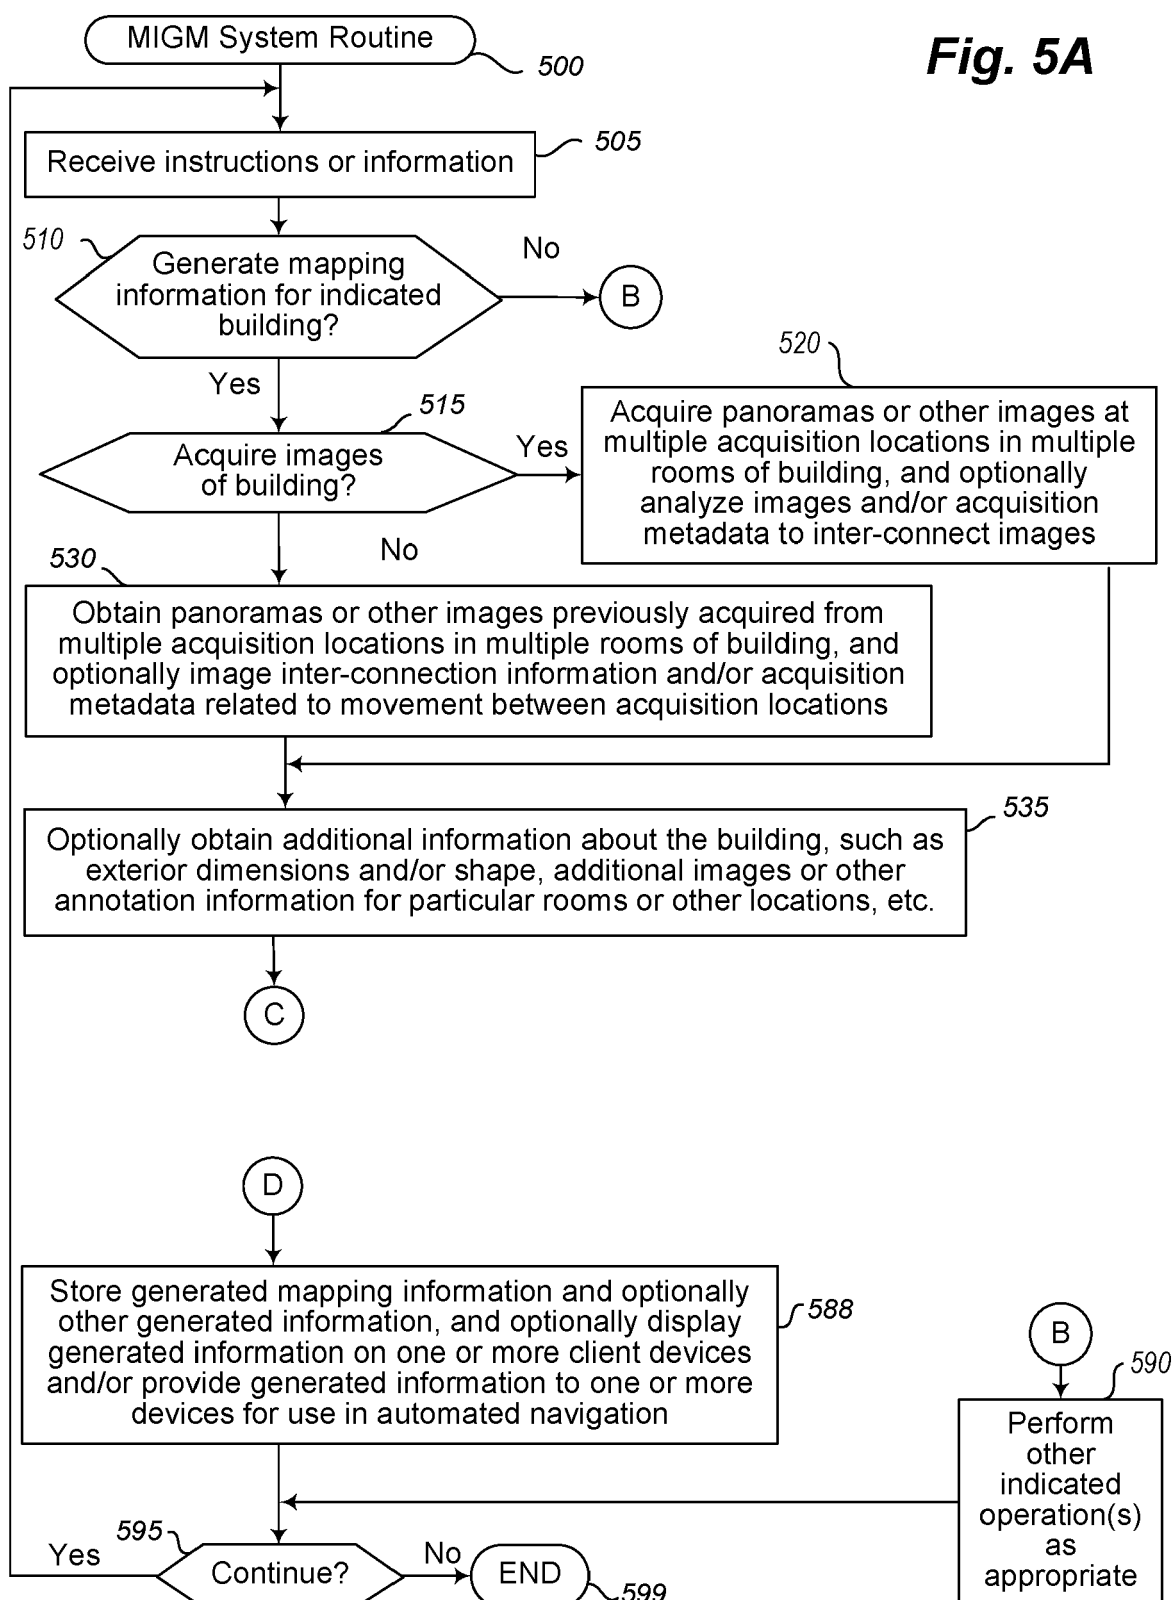 MIGM System Routine
500
Fig. 5A
Receive instructions or information
505
510
Generate mapping
information for indicated
building?
No
B
Yes
515
Acquire images
of building?
Yes
520
Acquire panoramas or other images at
multiple acquisition locations in multiple
rooms of building, and optionally
analyze images and/or acquisition
metadata to inter-connect images
No
530
Obtain panoramas or other images previously acquired from
multiple acquisition locations in multiple rooms of building, and
optionally image inter-connection information and/or acquisition
metadata related to movement between acquisition locations
535
Optionally obtain additional information about the building, such as
exterior dimensions and/or shape, additional images or other
annotation information for particular rooms or other locations, etc.
C
D
Store generated mapping information and optionally
other generated information, and optionally display
generated information on one or more client devices
and/or provide generated information to one or more
devices for use in automated navigation
588
B
590
Perform
other
indicated
operation(s)
as
appropriate
595
Yes
Continue?
No
END
599